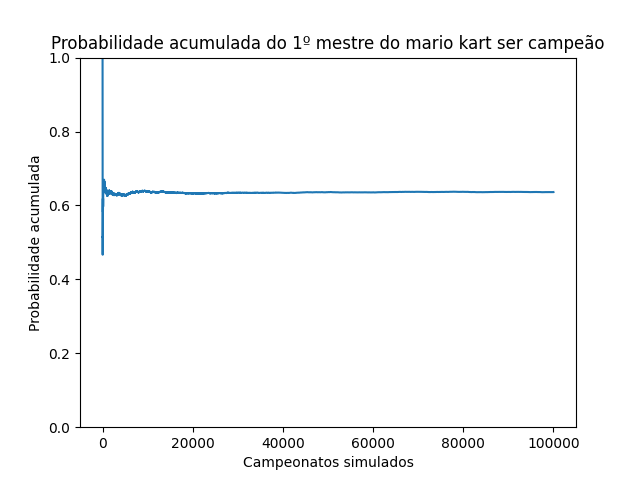 Probabilidade acumulada do 1º mestre do mario kart ser campeão
1.0
0.8
0.6
0.4
0.2
0.0
Probabilidade acumulada
0 20000 40000 60000 80000 100000
Campeonatos simulados